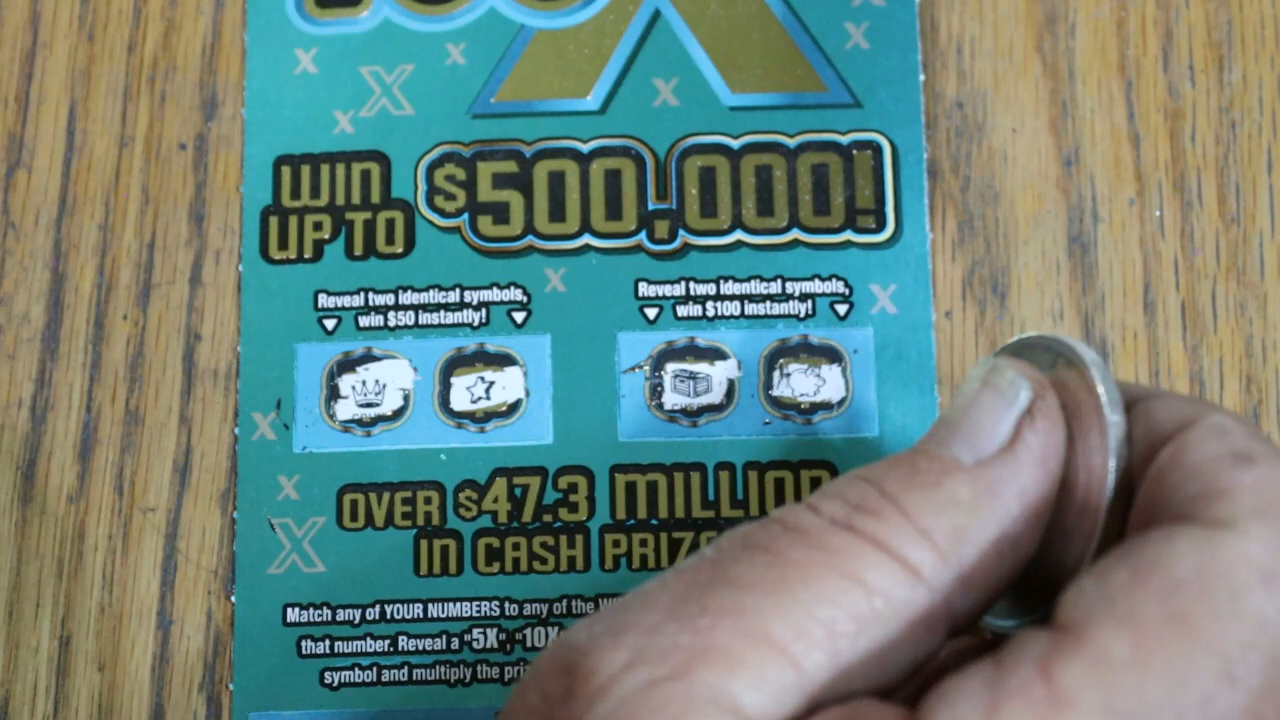 X
X X X
X
X X
WIN $500,000!
UP TO
X X
Reveal two identical symbols,
win $50 instantly!
Reveal two identical symbols,
win $100 instantly!
X
OVER $47.3 MILLION
X
IN CASH
X
Match any of YOUR NUMBERS to any of the
that number. Reveal a "5X", "10X
symbol and multiply the